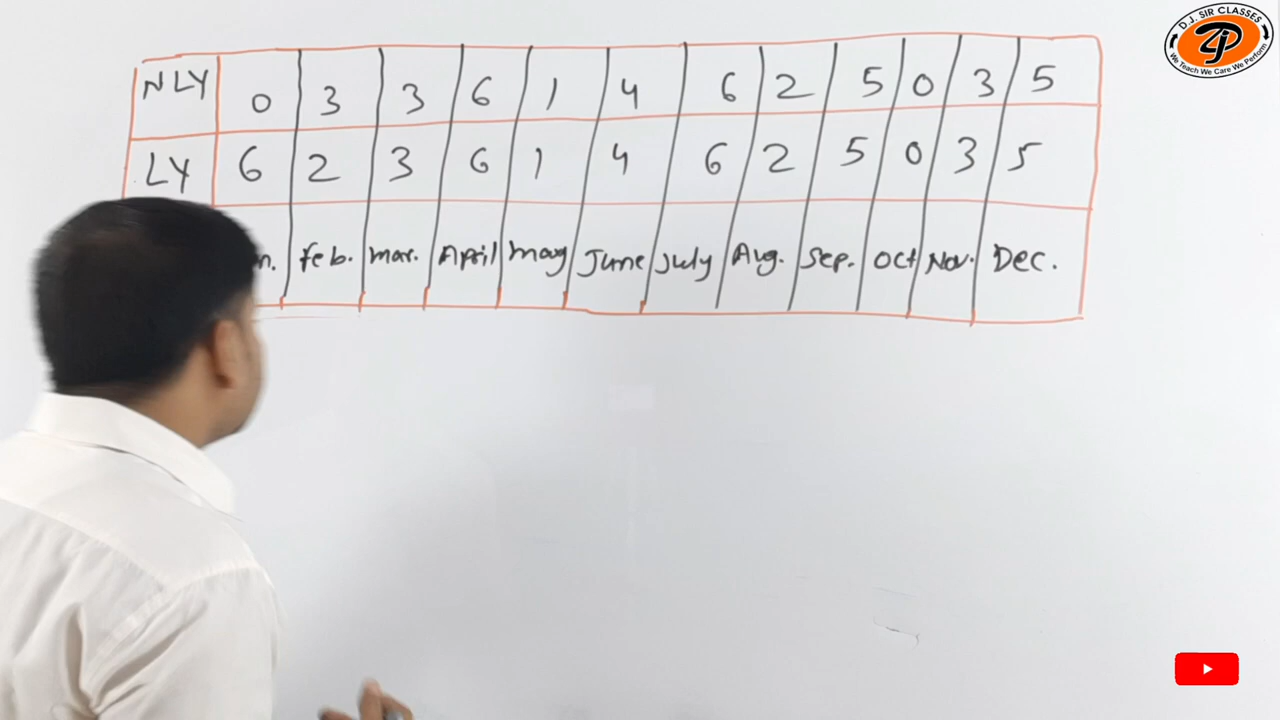 NLY 0 3 3 6 1 4 6 2 5 0 3 5
LY 6 2 3 6 1 4 6 2 5 0 3 5
feb. mar. April may June July Aug. Sep. Oct Nov. Dec.
D.J. SIR CLASSES
We Teach We Care We Perform